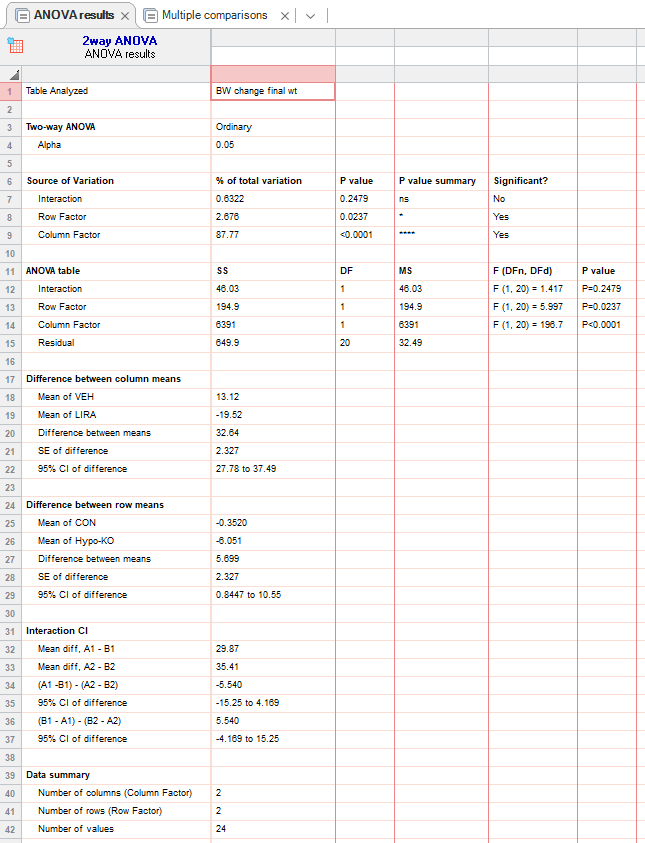 ANOVA results Multiple comparisons
2way ANOVA
ANOVA results
1 Table Analyzed BW change final wt
2
3 Two-way ANOVA Ordinary
4 Alpha 0.05
5
6 Source of Variation % of total variation P value P value summary Significant?
7 Interaction 0.6322 0.2479 ns No
8 Row Factor 2.676 0.0237 * Yes
9 Column Factor 87.77 <0.0001 **** Yes
10
11 ANOVA table SS DF MS F (DFn, DFd) P value
12 Interaction 46.03 1 46.03 F (1, 20) = 1.417 P=0.2479
13 Row Factor 194.9 1 194.9 F (1, 20) = 5.997 P=0.0237
14 Column Factor 6391 1 6391 F (1, 20) = 196.7 P<0.0001
15 Residual 649.9 20 32.49
16
17 Difference between column means
18 Mean of VEH 13.12
19 Mean of LIRA -19.52
20 Difference between means 32.64
21 SE of difference 2.327
22 95% CI of difference 27.78 to 37.49
23
24 Difference between row means
25 Mean of CON -0.3520
26 Mean of Hypo-KO -6.051
27 Difference between means 5.699
28 SE of difference 2.327
29 95% CI of difference 0.8447 to 10.55
30
31 Interaction CI
32 Mean diff, A1 - B1 29.87
33 Mean diff, A2 - B2 35.41
34 (A1 -B1) - (A2 - B2) -5.540
35 95% CI of difference -15.25 to 4.169
36 (B1 - A1) - (B2 - A2) 5.540
37 95% CI of difference -4.169 to 15.25
38
39 Data summary
40 Number of columns (Column Factor) 2
41 Number of rows (Row Factor) 2
42 Number of values 24